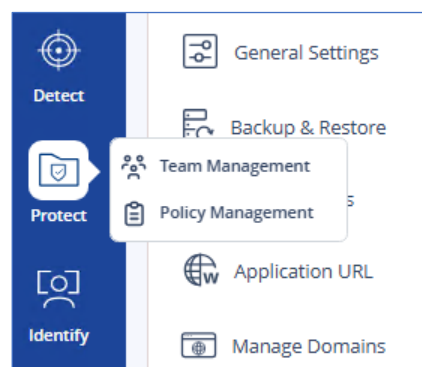 Detect
Protect
Identify
General Settings
Backup & Restore
Team Management
Policy Management
Application URL
Manage Domains